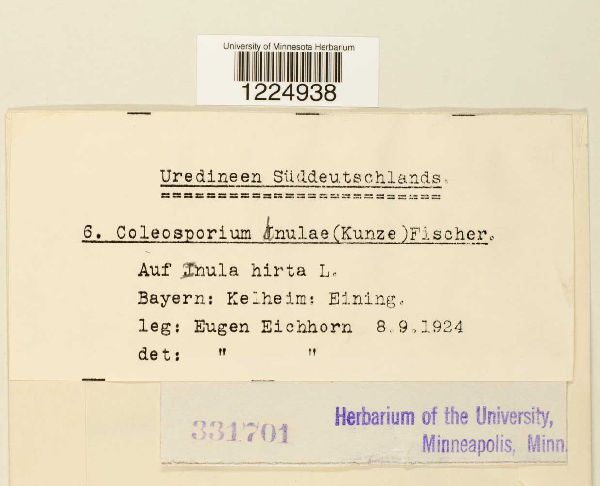 University of Minnesota Herbarium
1224938
Uredineen Süddeutschlands.
6. Coleosporium Inulae(Kunze)Fischer.
Auf Inula hirta L.
Bayern: Kelheim: Eining.
leg: Eugen Eichhorn 8.9.1924
det: " "
331701
Herbarium of the University,
Minneapolis, Minn.